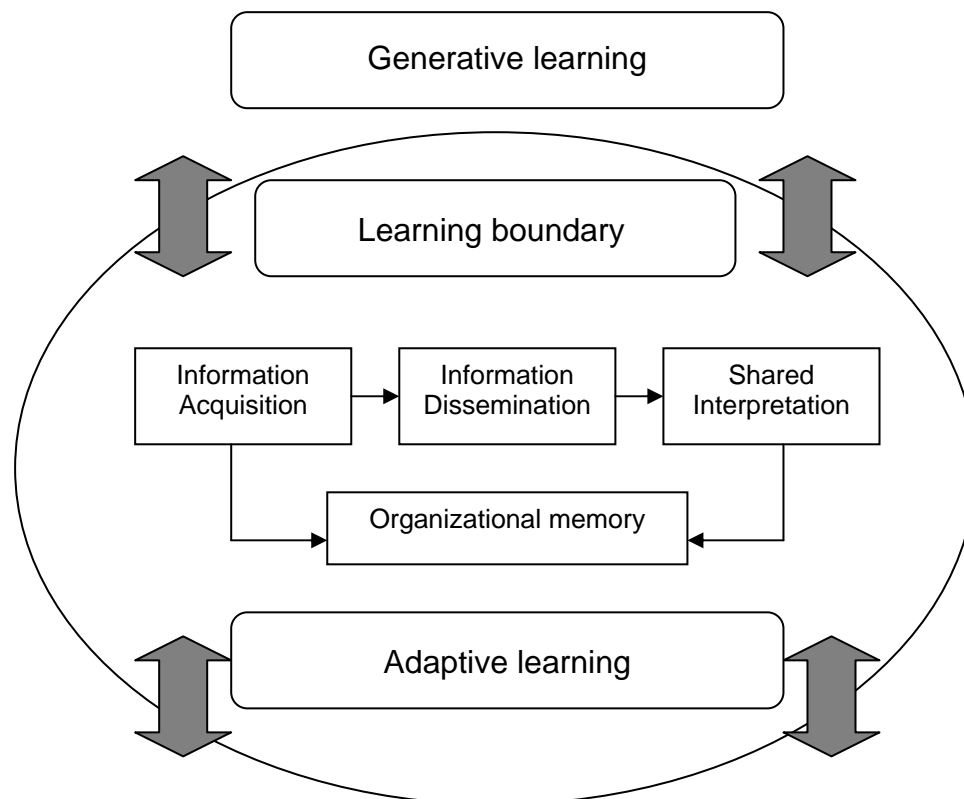 Generative learning
Learning boundary
Information
Acquisition
Information
Dissemination
Shared
Interpretation
Organizational memory
Adaptive learning